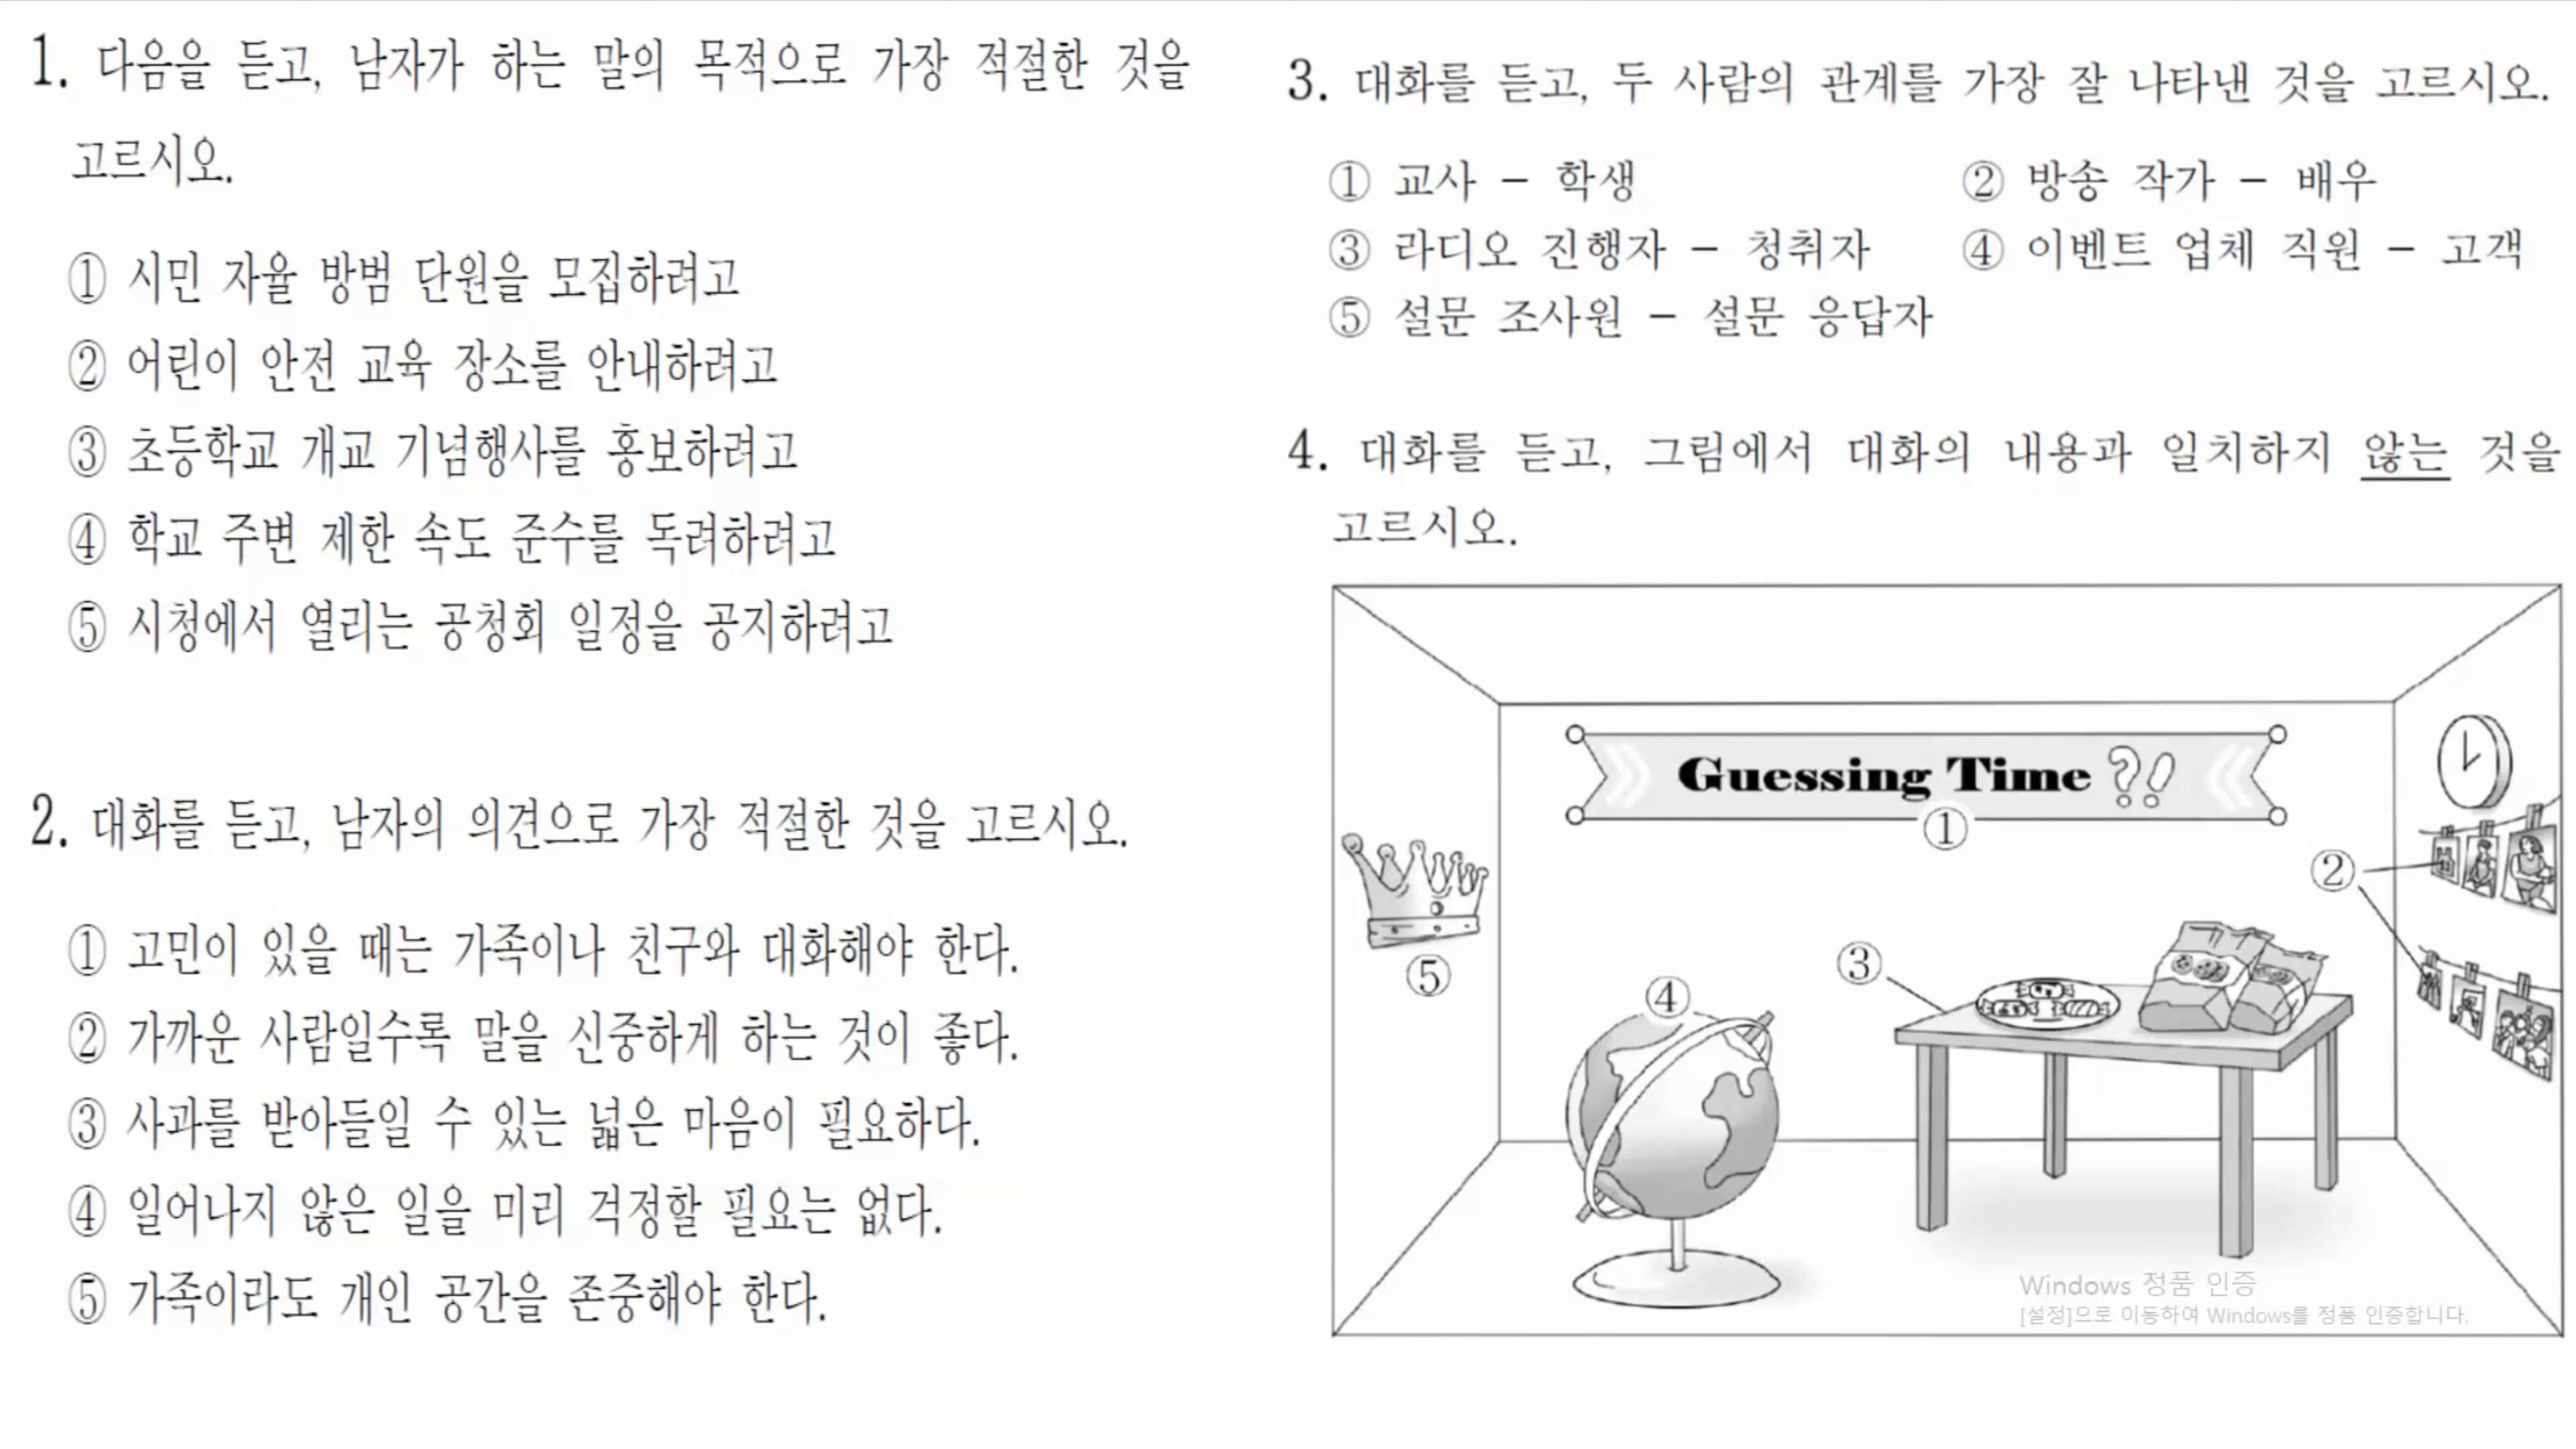 1. 다음을 듣고, 남자가 하는 말의 목적으로 가장 적절한 것을
고르시오.
① 시민 자율 방범 단원을 모집하려고
② 어린이 안전 교육 장소를 안내하려고
③ 초등학교 개교 기념행사를 홍보하려고
④ 학교 주변 제한 속도 준수를 독려하려고
⑤ 시청에서 열리는 공청회 일정을 공지하려고
2. 대화를 듣고, 남자의 의견으로 가장 적절한 것을 고르시오.
① 고민이 있을 때는 가족이나 친구와 대화해야 한다.
② 가까운 사람일수록 말을 신중하게 하는 것이 좋다.
③ 사과를 받아들일 수 있는 넓은 마음이 필요하다.
④ 일어나지 않은 일을 미리 걱정할 필요는 없다.
⑤ 가족이라도 개인 공간을 존중해야 한다.
3. 대화를 듣고, 두 사람의 관계를 가장 잘 나타낸 것을 고르시오.
① 교사 - 학생 ② 방송 작가 - 배우
③ 라디오 진행자 - 청취자 ④ 이벤트 업체 직원 - 고객
⑤ 설문 조사원 - 설문 응답자
4. 대화를 듣고, 그림에서 대화의 내용과 일치하지 않는 것을
고르시오.
Guessing Time ?!
①
②
③
④
⑤
Windows 정품 인증
[설정]으로 이동하여 Windows를 정품 인증합니다.